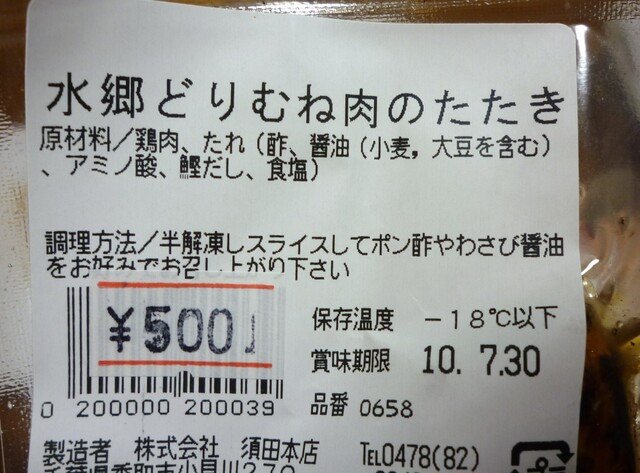 水郷どりむね肉のたたき
原材料／鶏肉、たれ（酢、醤油（小麦，大豆を含む）
、アミノ酸、鰹だし、食塩）
調理方法／半解凍しスライスしてポン酢やわさび醤油
をお好みでお召し上がり下さい
¥500
保存温度 －18℃以下
賞味期限 10. 7.30
0 200000 200039
品番 0658
製造者 株式会社 須田本店
TEL0478(82)